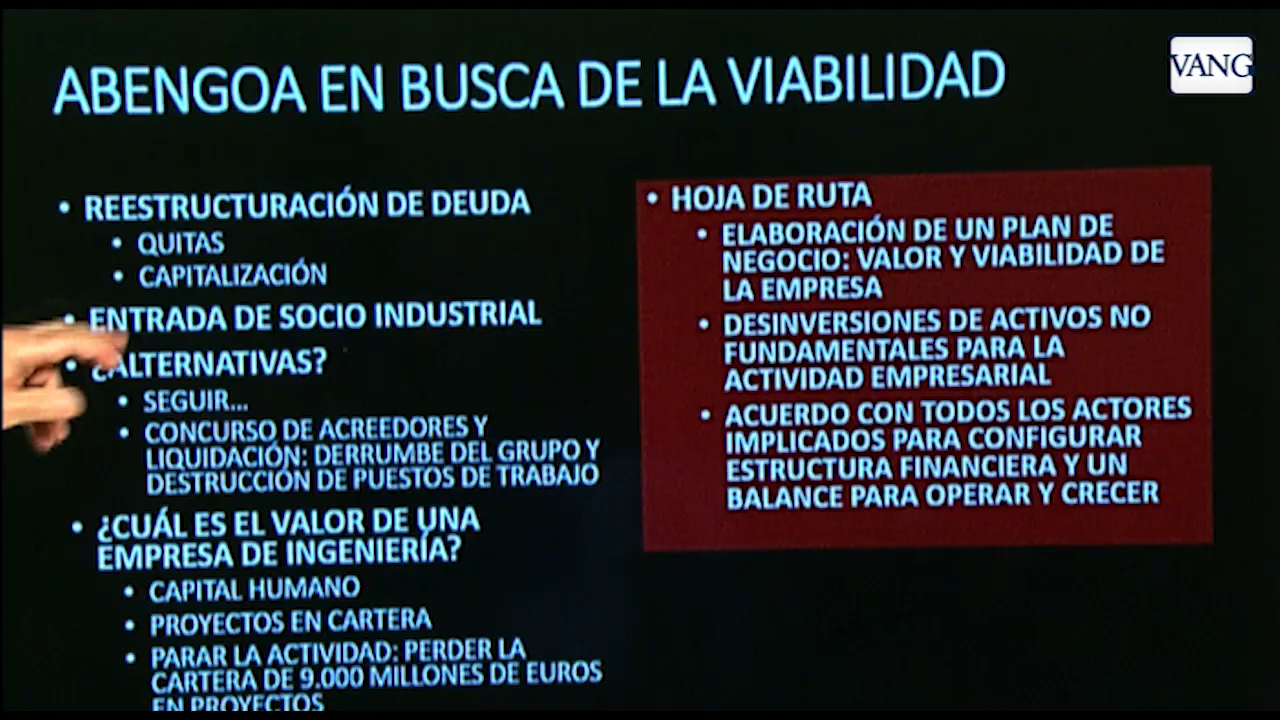 ABENGOA EN BUSCA DE LA VIABILIDAD
VANG
• REESTRUCTURACIÓN DE DEUDA
• QUITAS
• CAPITALIZACIÓN
• ENTRADA DE SOCIO INDUSTRIAL
• ¿ALTERNATIVAS?
• SEGUIR...
• CONCURSO DE ACREEDORES Y
LIQUIDACIÓN: DERRUMBE DEL GRUPO Y
DESTRUCCIÓN DE PUESTOS DE TRABAJO
• ¿CUÁL ES EL VALOR DE UNA
EMPRESA DE INGENIERÍA?
• CAPITAL HUMANO
• PROYECTOS EN CARTERA
• PARAR LA ACTIVIDAD: PERDER LA
CARTERA DE 9.000 MILLONES DE EUROS
EN PROYECTOS
• HOJA DE RUTA
• ELABORACIÓN DE UN PLAN DE
NEGOCIO: VALOR Y VIABILIDAD DE
LA EMPRESA
• DESINVERSIONES DE ACTIVOS NO
FUNDAMENTALES PARA LA
ACTIVIDAD EMPRESARIAL
• ACUERDO CON TODOS LOS ACTORES
IMPLICADOS PARA CONFIGURAR
ESTRUCTURA FINANCIERA Y UN
BALANCE PARA OPERAR Y CRECER